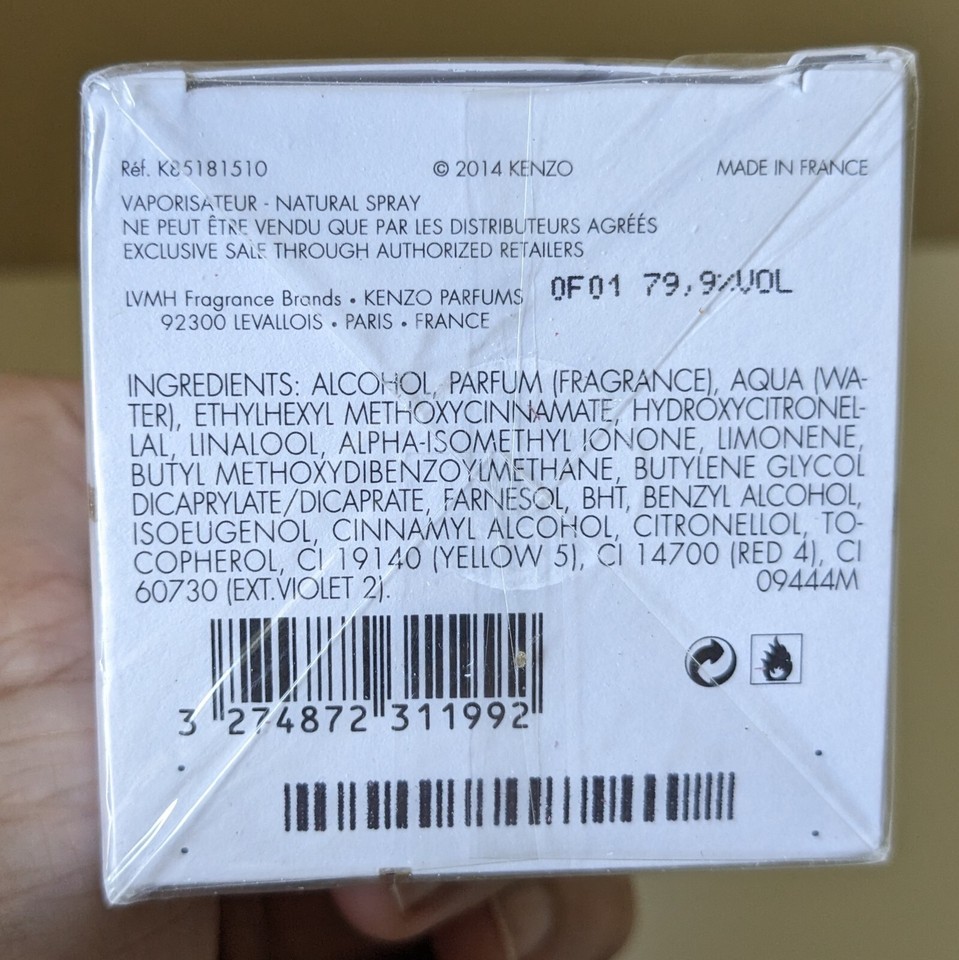 Réf. K85181510 © 2014 KENZO MADE IN FRANCE
VAPORISATEUR - NATURAL SPRAY
NE PEUT ÊTRE VENDU QUE PAR LES DISTRIBUTEURS AGRÉÉS
EXCLUSIVE SALE THROUGH AUTHORIZED RETAILERS
LVMH Fragrance Brands • KENZO PARFUMS 0F01 79,9%VOL
92300 LEVALLOIS • PARIS • FRANCE
INGREDIENTS: ALCOHOL, PARFUM (FRAGRANCE), AQUA (WA-
TER), ETHYLHEXYL METHOXYCINNAMATE, HYDROXYCITRONEL-
LAL, LINALOOL, ALPHA-ISOMETHYL IONONE, LIMONENE,
BUTYL METHOXYDIBENZOYLMETHANE, BUTYLENE GLYCOL
DICAPRYLATE/DICAPRATE, FARNESOL, BHT, BENZYL ALCOHOL,
ISOEUGENOL, CINNAMYL ALCOHOL, CITRONELLOL, TO-
COPHEROL, CI 19140 (YELLOW 5), CI 14700 (RED 4), CI
60730 (EXT.VIOLET 2). 09444M
3 274872 311992